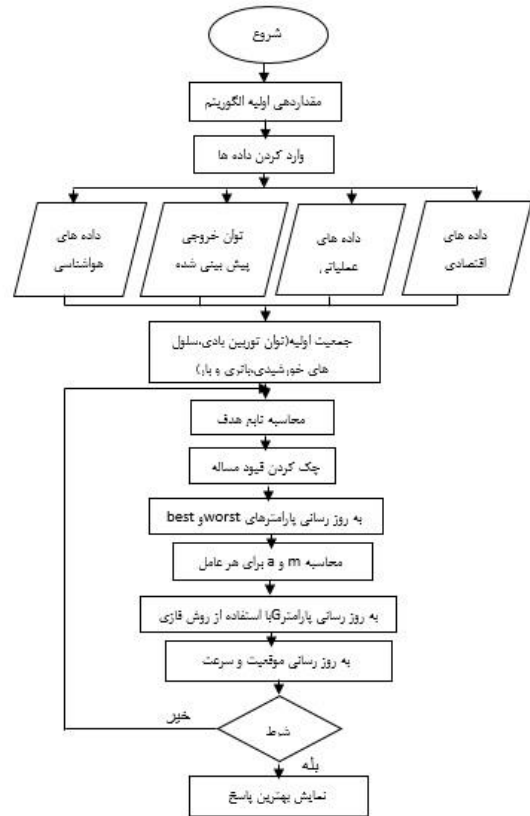 شروع
مقداردهی اولیه الگوریتم
وارد کردن داده ها
داده های
هواشناسی
توان خروجی
پیش بینی شده
داده های
عملیاتی
داده های
اقتصادی
جمعیت اولیه(توان توربین بادی،سلول
های خورشیدی،باتری و بار)
محاسبه تابع هدف
چک کردن قیود مساله
به روز رسانی پارامترهای worstو best
محاسبه m و a برای هر عامل
به روز رسانی پارامترGبا استفاده از روش فازی
به روز رسانی موقعیت و سرعت
خیر
شرط
بله
نمایش بهترین پاسخ